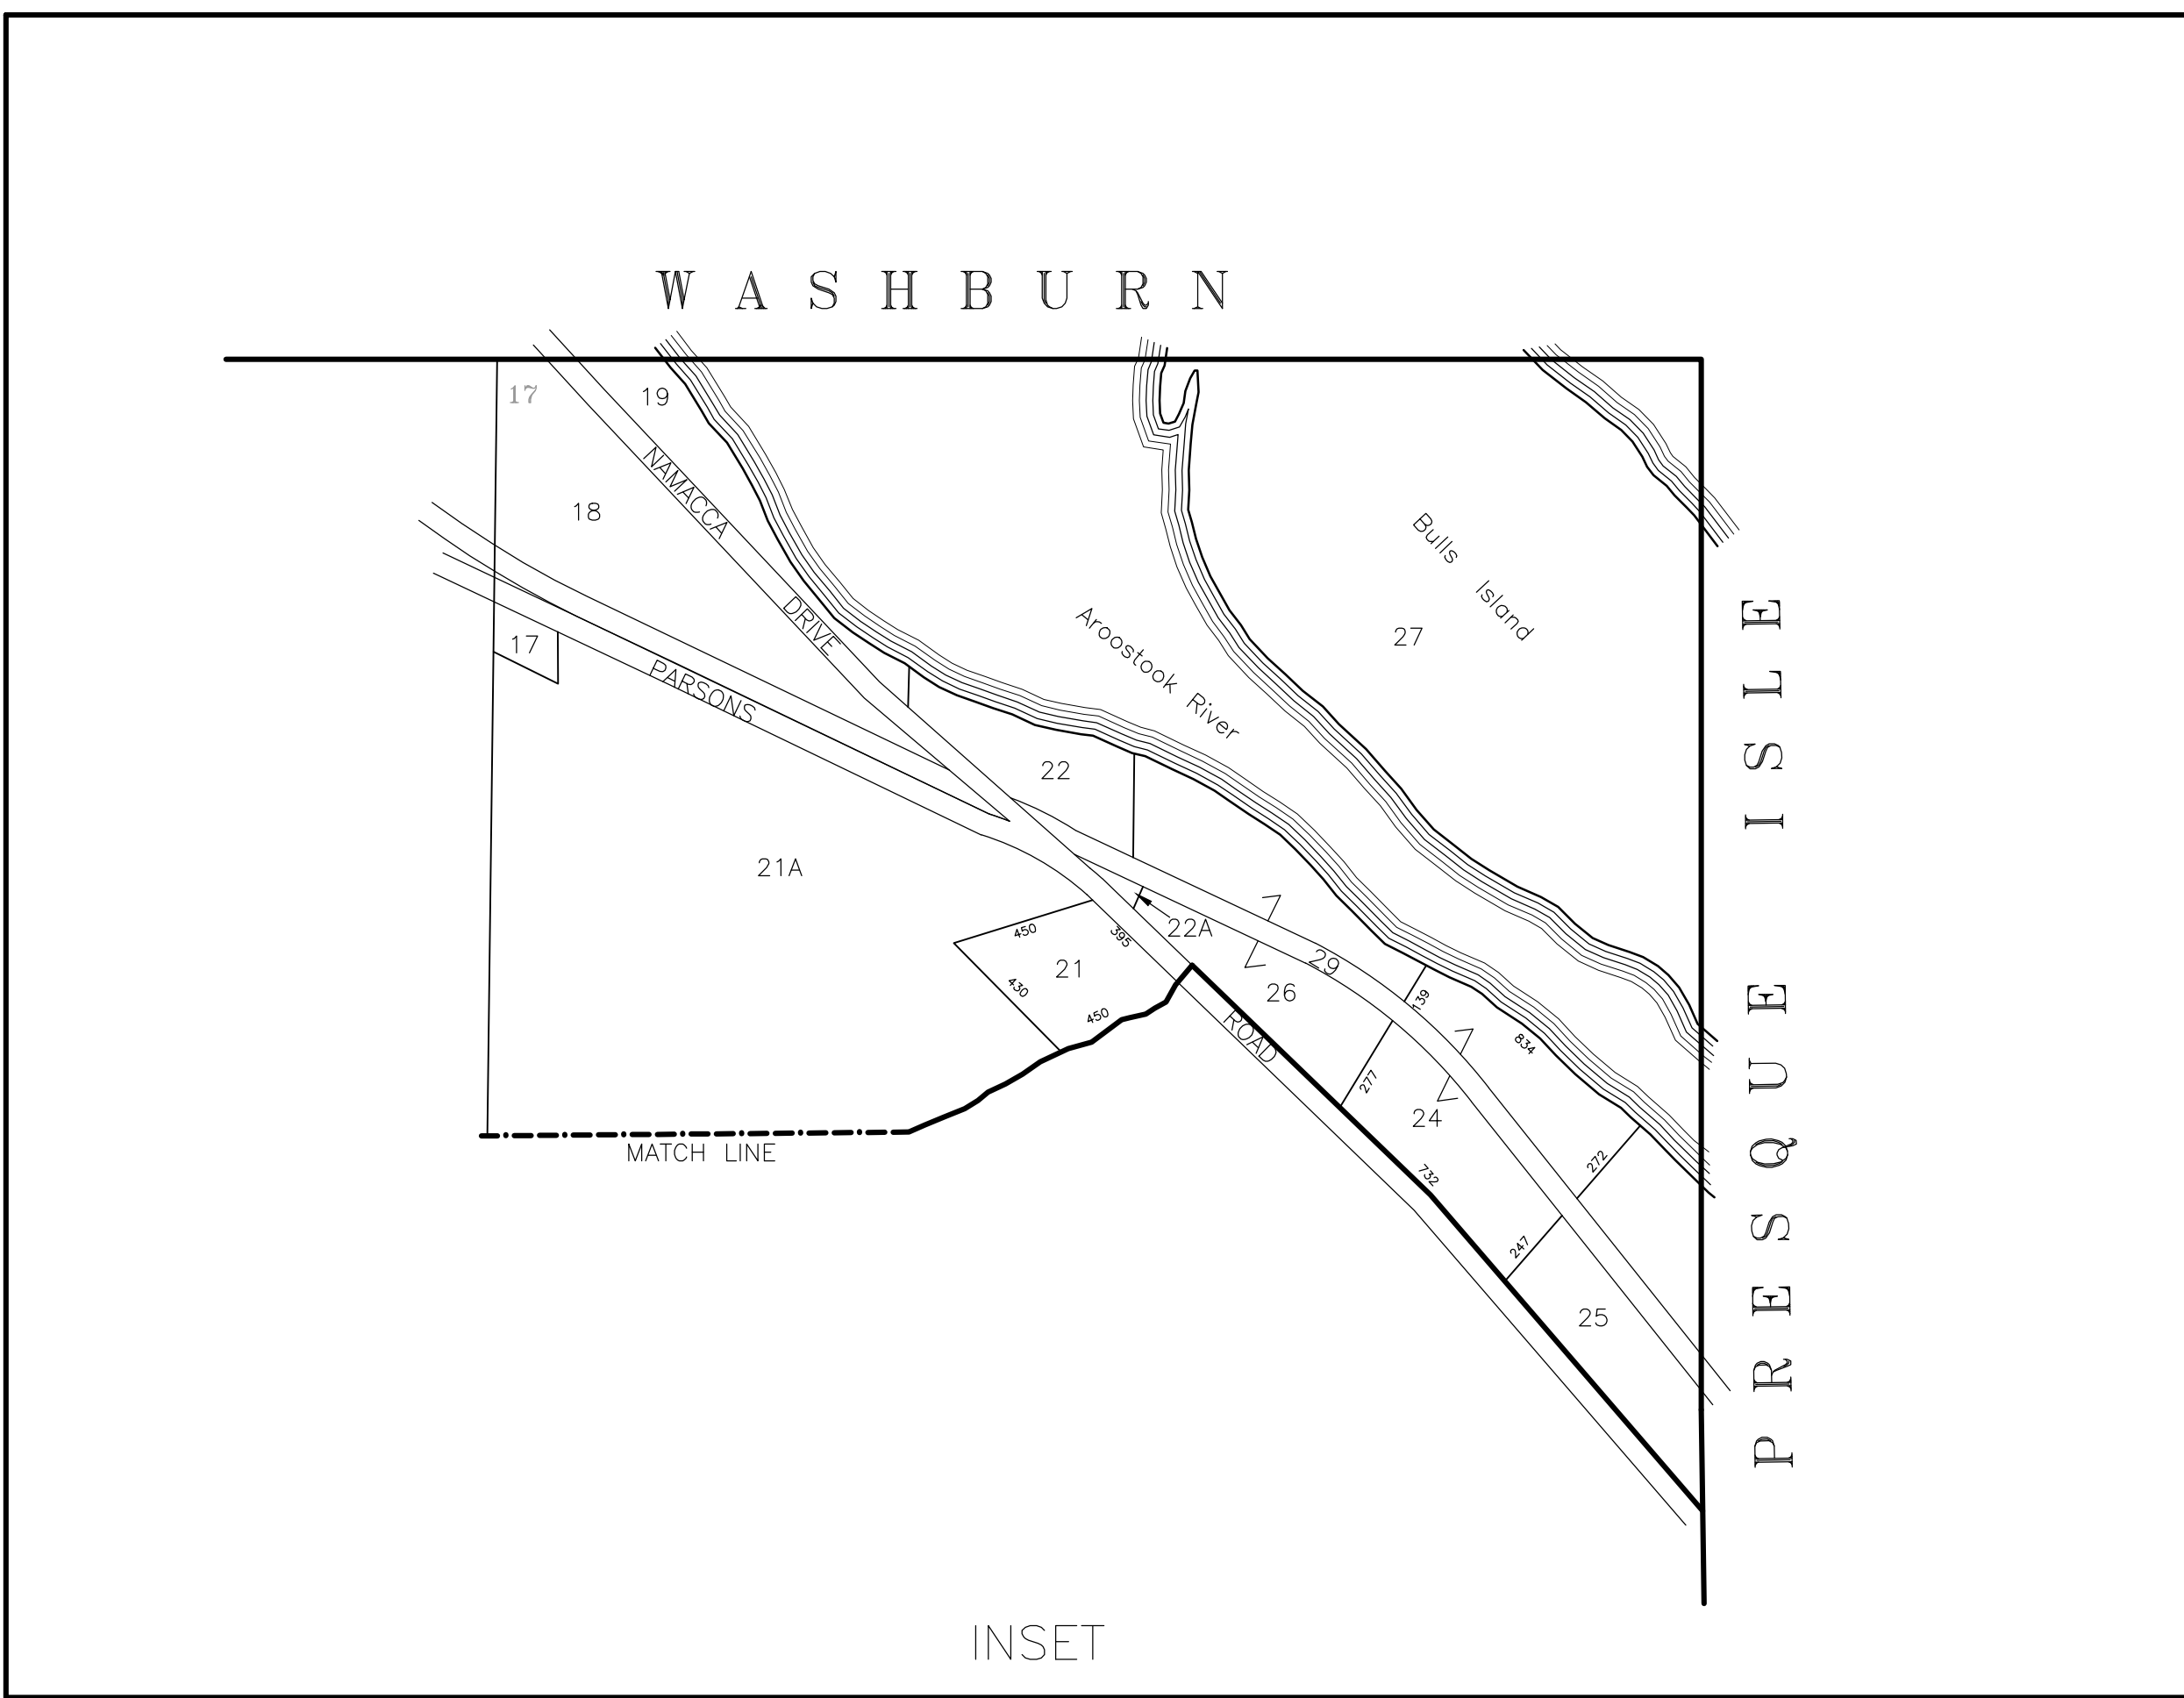 WASHBURN
17
19
18
NAMACCA DRIVE
Bulls Island
27
Aroostook River
17
PARSONS ROAD
22
21A
22A
450
395
21
430
450
29
26
139
834
277
24
272
732
247
25
MATCH LINE
PRESQUE ISLE
INSET